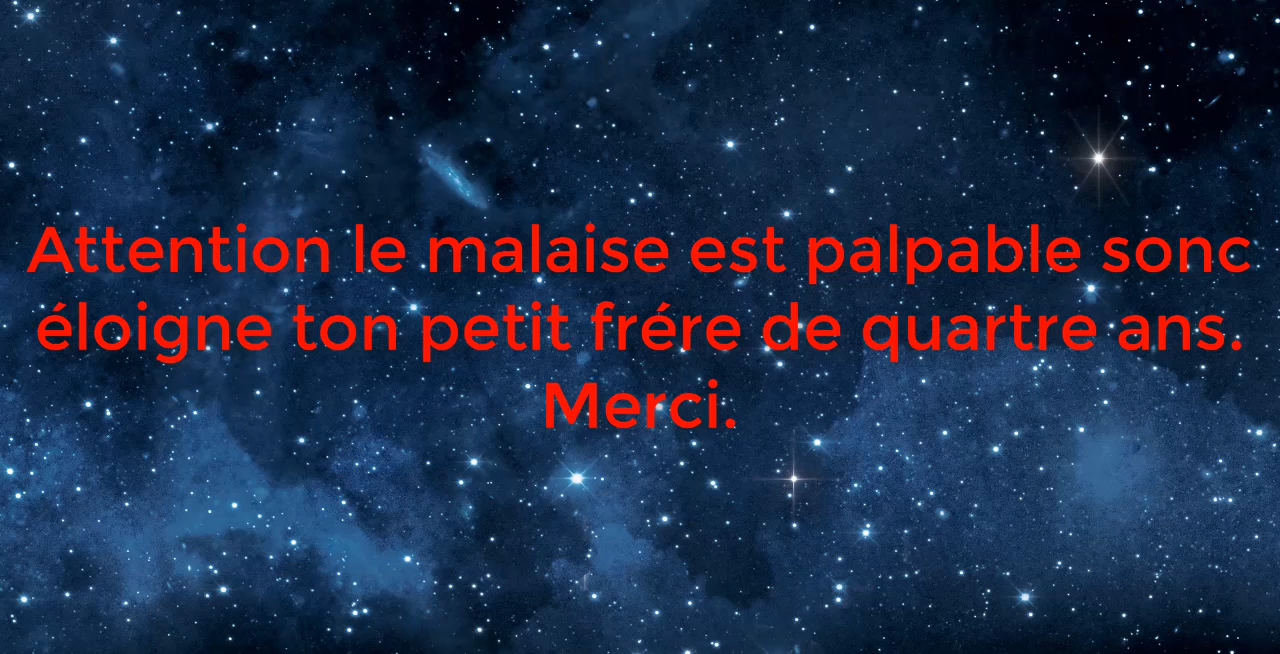 Attention le malaise est palpable sonc
éloigne ton petit frére de quartre ans.
Merci.